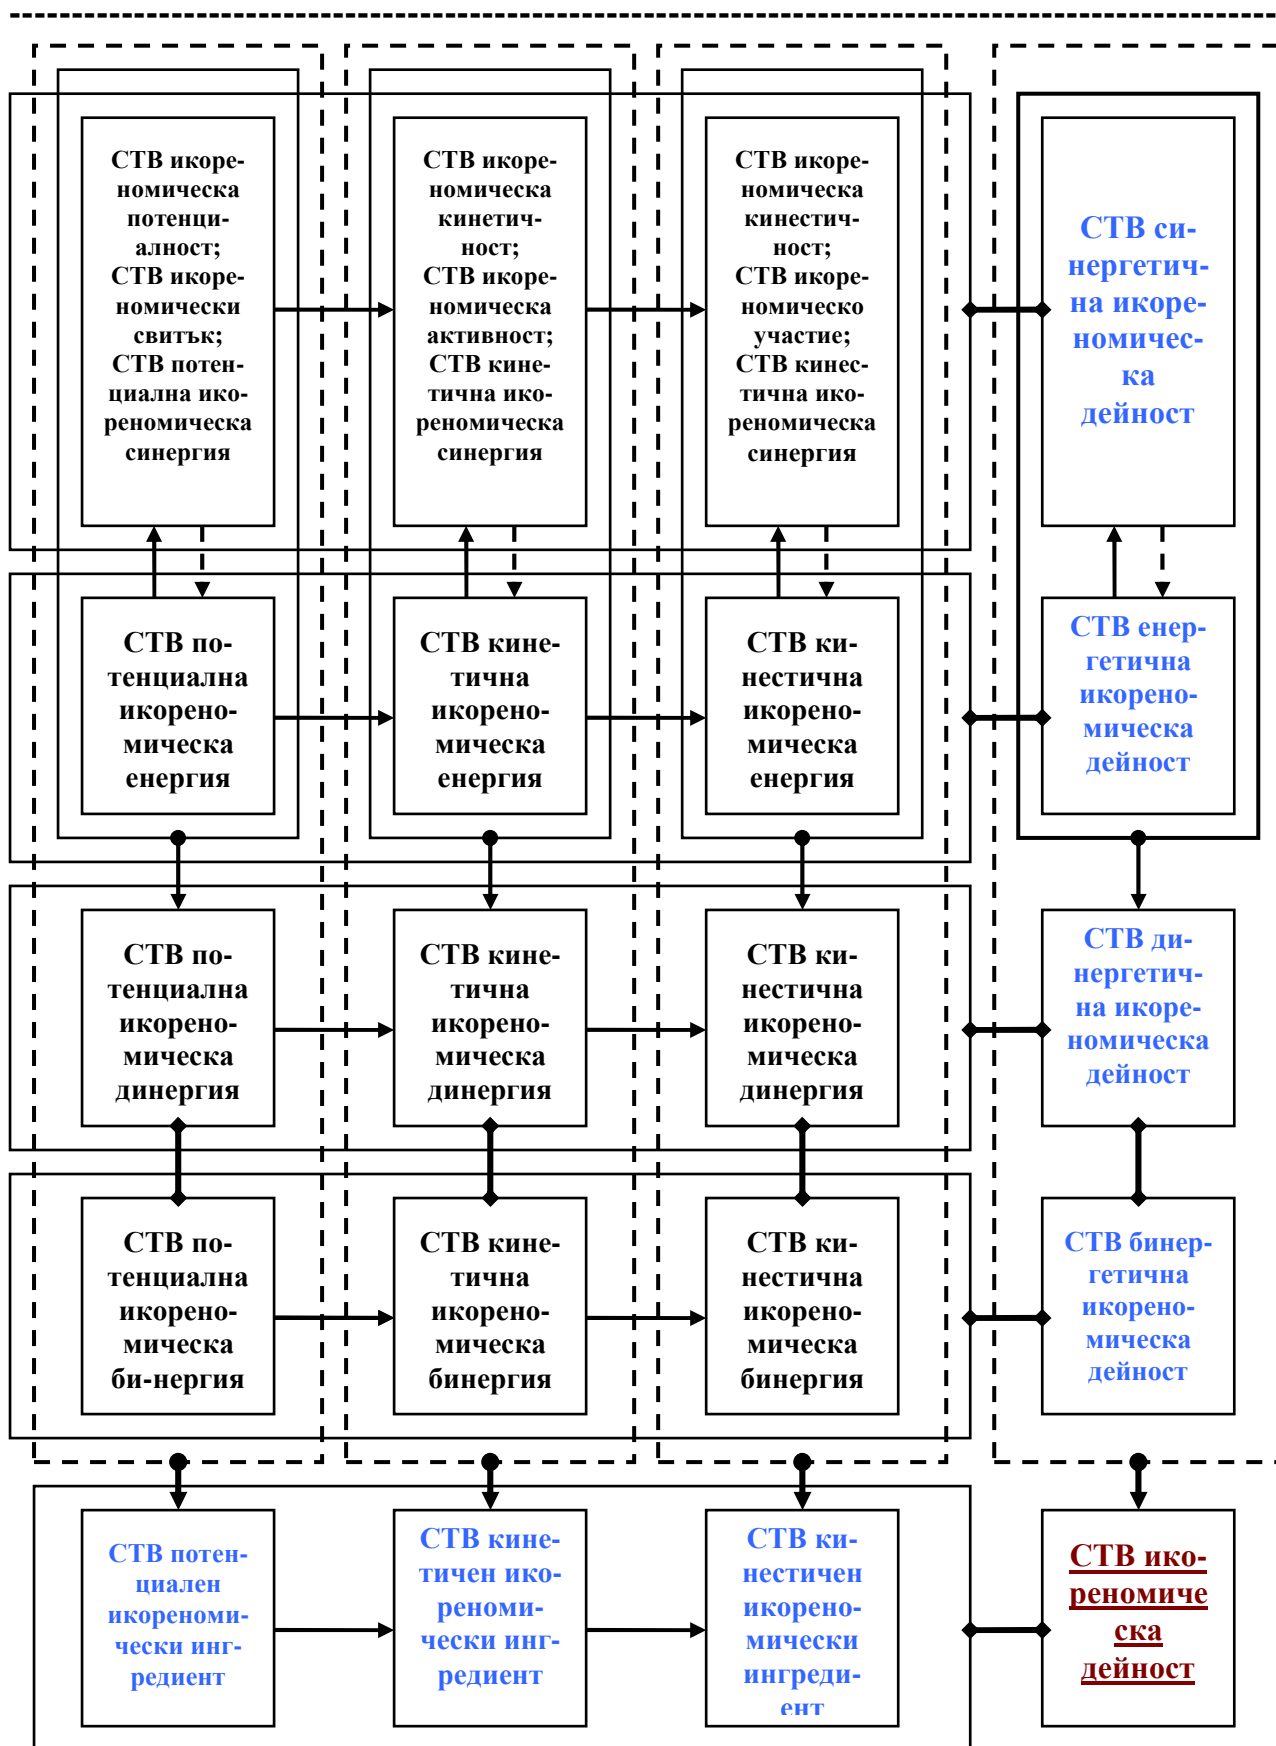 СТВ икоре-
номическа
потенци-
алност;
СТВ икоре-
номически
свитък;
СТВ потен-
циална ико-
реномическа
синергия
СТВ икоре-
номическа
кинетич-
ност;
СТВ икоре-
номическа
активност;
СТВ кине-
тична ико-
реномическа
синергия
СТВ икоре-
номическа
кинестич-
ност;
СТВ икоре-
номическо
участие;
СТВ кинес-
тична ико-
реномическа
синергия
СТВ си-
нергетич-
на икоре-
номичес-
ка
дейност
СТВ по-
тенциална
икорено-
мическа
енергия
СТВ кине-
тична
икорено-
мическа
енергия
СТВ ки-
нестична
икорено-
мическа
енергия
СТВ енер-
гетична
икорено-
мическа
дейност
СТВ по-
тенциална
икорено-
мическа
динергия
СТВ кине-
тична
икорено-
мическа
динергия
СТВ ки-
нестична
икорено-
мическа
динергия
СТВ ди-
нергетич-
на икоре-
номическа
дейност
СТВ по-
тенциална
икорено-
мическа
би-нергия
СТВ кине-
тична
икорено-
мическа
бинергия
СТВ ки-
нестична
икорено-
мическа
бинергия
СТВ бинер-
гетична
икорено-
мическа
дейност
СТВ потен-
циален
икореноми-
чески инг-
редиент
СТВ кине-
тичен ико-
реноми-
чески инг-
редиент
СТВ ки-
нестичен
икорено-
мически
ингреди-
ент
СТВ ико-
реномиче
ска
дейност